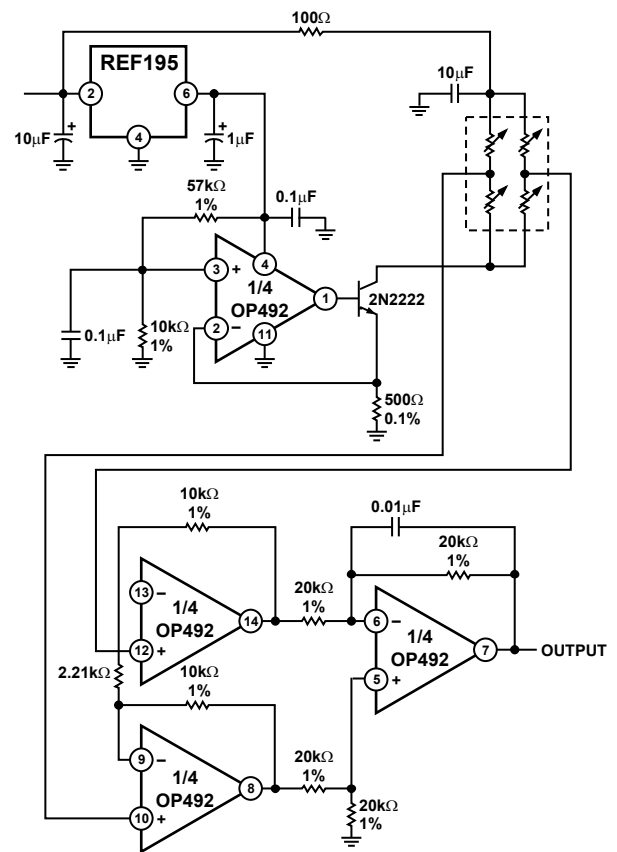 100Ω
REF195
2
6
4
10µF
+
1µF
+
10µF
57kΩ
1%
0.1µF
3
+
4
1/4
OP492
1
2N2222
2
−
11
0.1µF
10kΩ
1%
500Ω
0.1%
10kΩ
1%
13
−
1/4
OP492
14
12
+
2.21kΩ
10kΩ
1%
9
−
1/4
OP492
8
10
+
20kΩ
1%
20kΩ
1%
20kΩ
1%
0.01µF
20kΩ
1%
6
−
1/4
OP492
7
5
+
OUTPUT